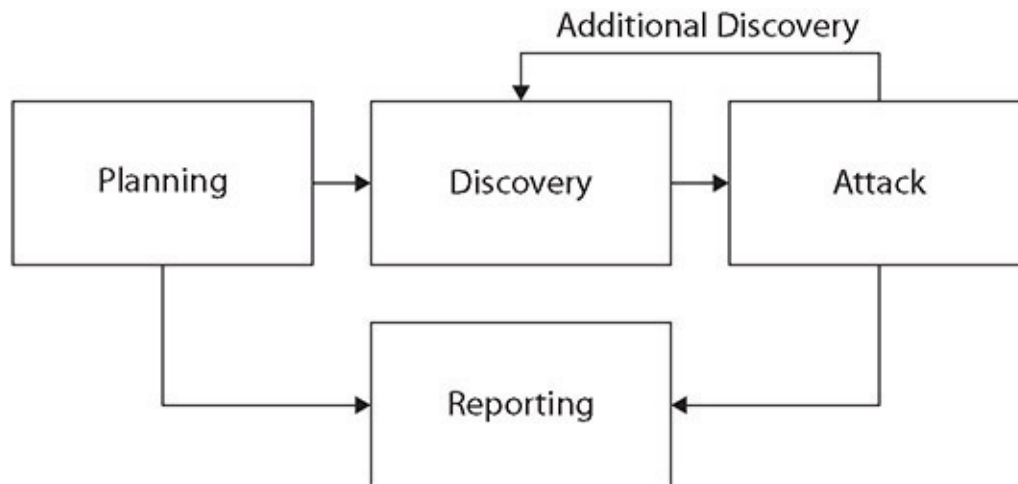 Additional Discovery
Planning
Discovery
Attack
Reporting